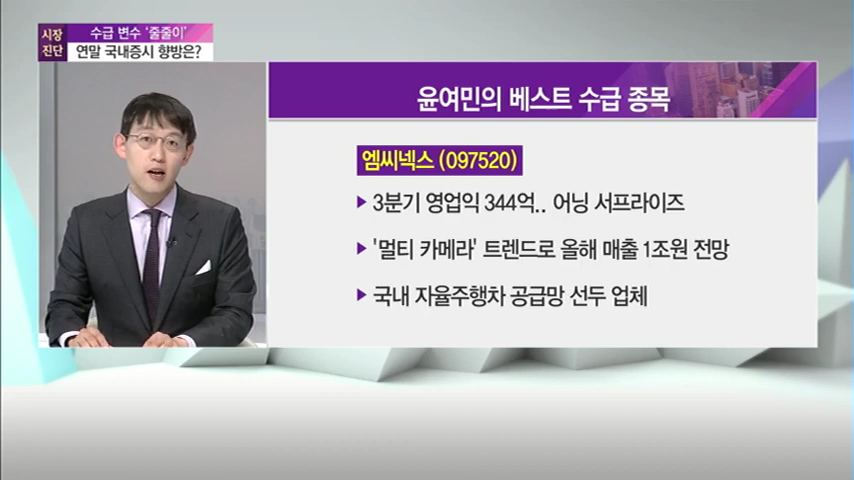 시장
진단
수급 변수 '줄줄이'
연말 국내증시 향방은?
윤여민의 베스트 수급 종목
엠씨넥스 (097520)
3분기 영업익 344억.. 어닝 서프라이즈
'멀티 카메라' 트렌드로 올해 매출 1조원 전망
국내 자율주행차 공급망 선두 업체